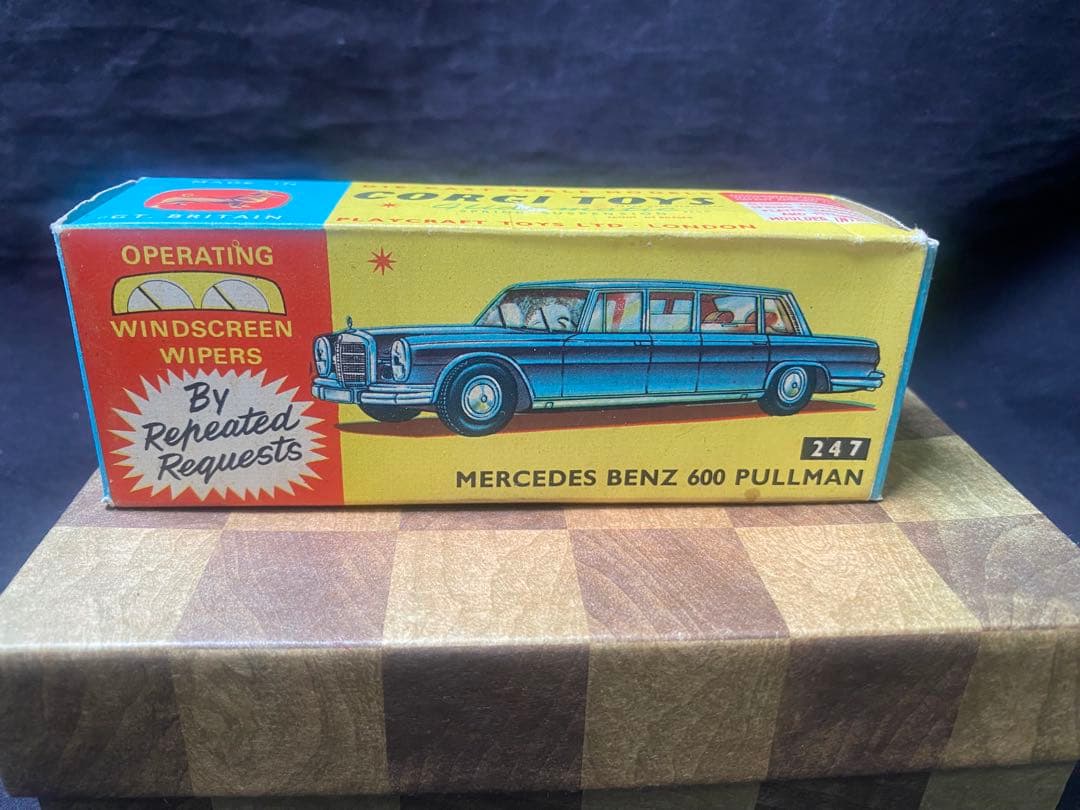 MADE IN
GT. BRITAIN
CORGI TOYS
PLAYCRAFT TOYS LTD. LONDON
OPERATING
WINDSCREEN
WIPERS
By
Repeated
Requests
247
MERCEDES BENZ 600 PULLMAN